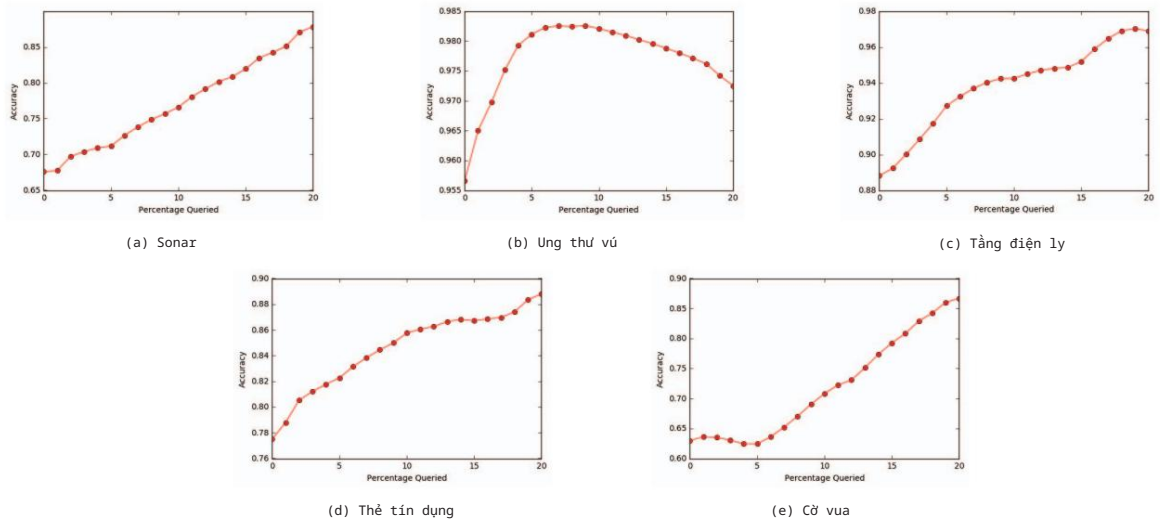 0.85
0.80
0.75
0.70
0.65
Accuracy
0 5 10 15 20
Percentage Queried
(a) Sonar
0.985
0.980
0.975
0.970
0.965
0.960
0.955
Accuracy
0 5 10 15 20
Percentage Queried
(b) Ung thư vú
0.98
0.96
0.94
0.92
0.90
0.88
Accuracy
0 5 10 15 20
Percentage Queried
(c) Tầng điện ly
0.90
0.88
0.86
0.84
0.82
0.80
0.78
0.76
Accuracy
0 5 10 15 20
Percentage Queried
(d) Thẻ tín dụng
0.90
0.85
0.80
0.75
0.70
0.65
0.60
Accuracy
0 5 10 15 20
Percentage Queried
(e) Cờ vua